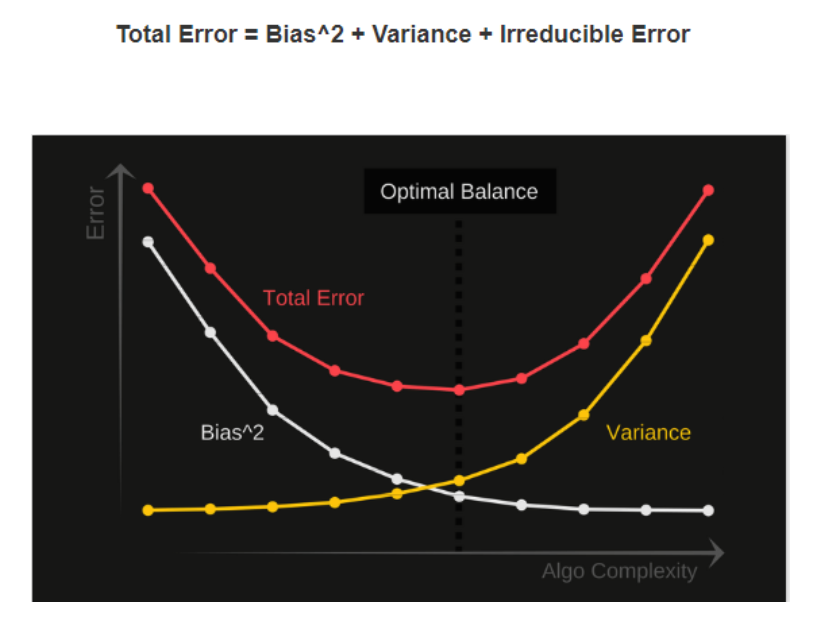 Total Error = Bias^2 + Variance + Irreducible Error
Optimal Balance
Error
Total Error
Bias^2
Variance
Algo Complexity